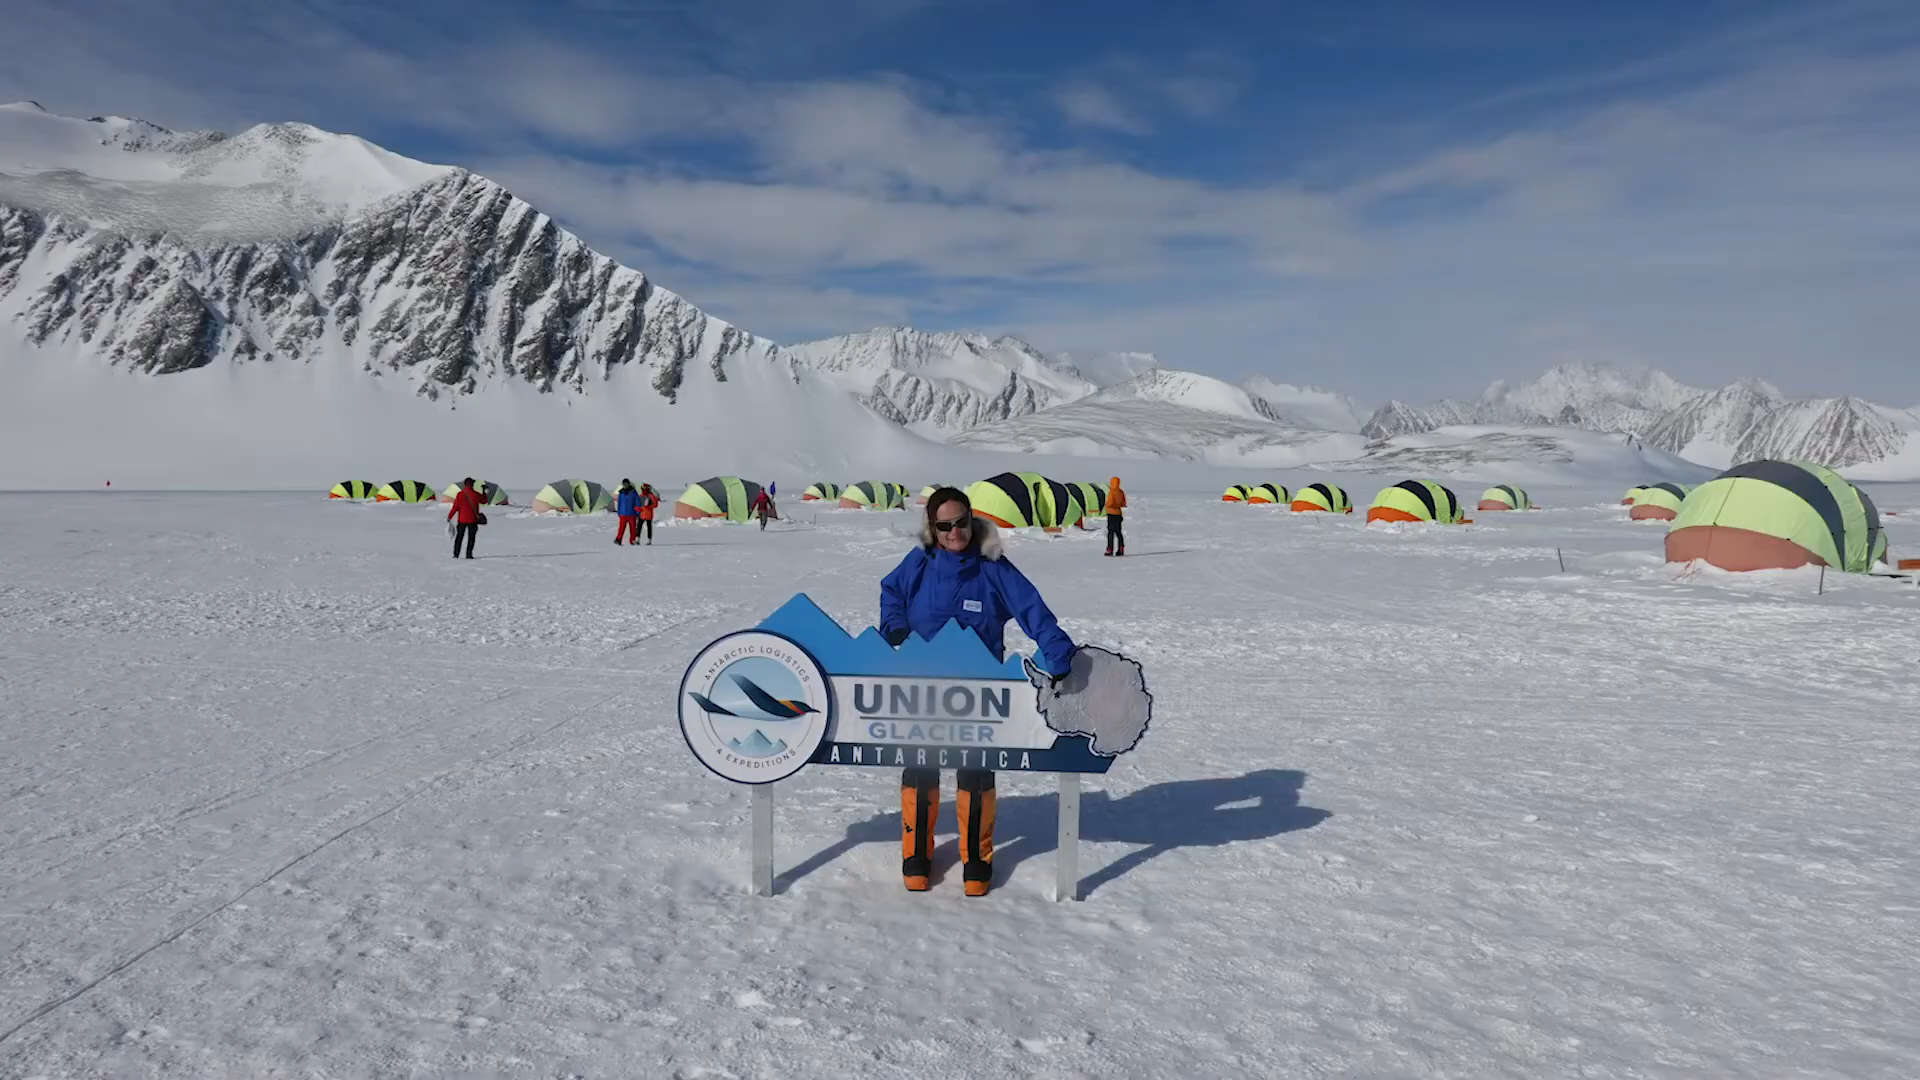 ANTARCTIC LOGISTICS
& EXPEDITIONS
UNION
GLACIER
ANTARCTICA